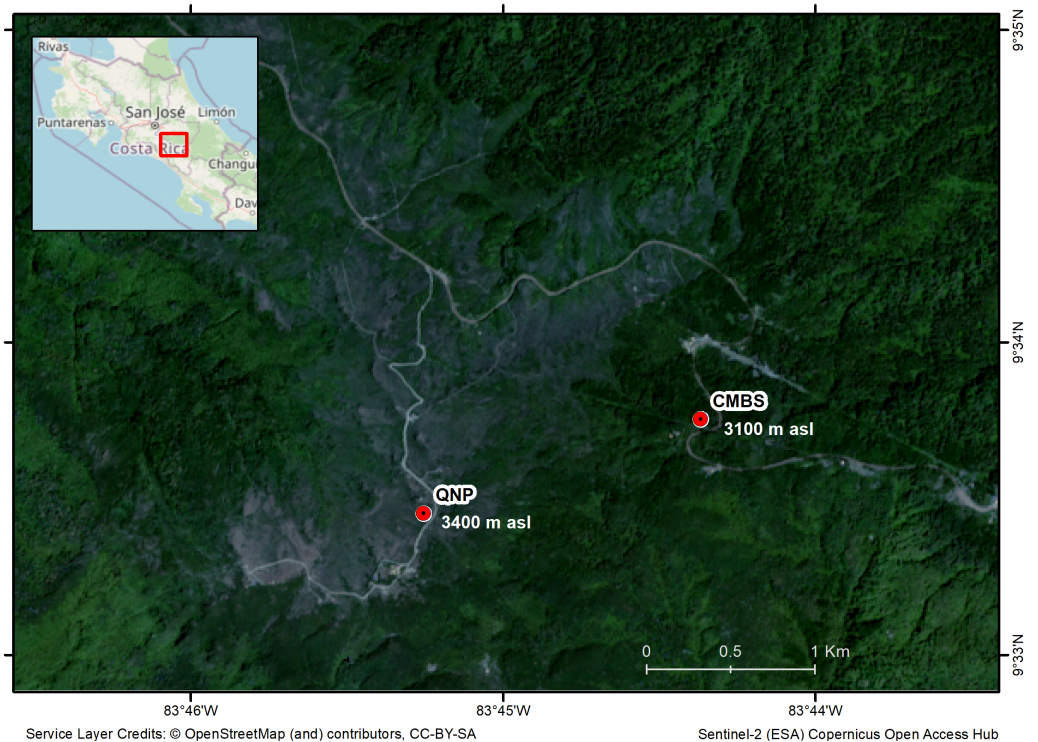 Rivas
San José
Limón
Puntarenas
Costa Rica
Changu
Dav
CMBS
3100 m asl
QNP
3400 m asl
0 0.5 1 Km
9°35'N
9°34'N
9°33'N
83°46'W 83°45'W 83°44'W
Service Layer Credits: © OpenStreetMap (and) contributors, CC-BY-SA
Sentinel-2 (ESA) Copernicus Open Access Hub